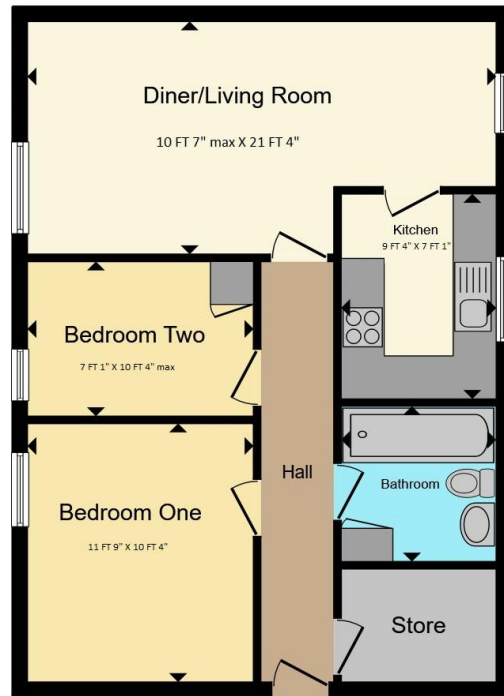 Diner/Living Room
10 FT 7" max X 21 FT 4"
Kitchen
9 FT 4" X 7 FT 1"
Bedroom Two
7 FT 1" X 10 FT 4" max
Hall
Bathroom
Bedroom One
11 FT 9" X 10 FT 4"
Store